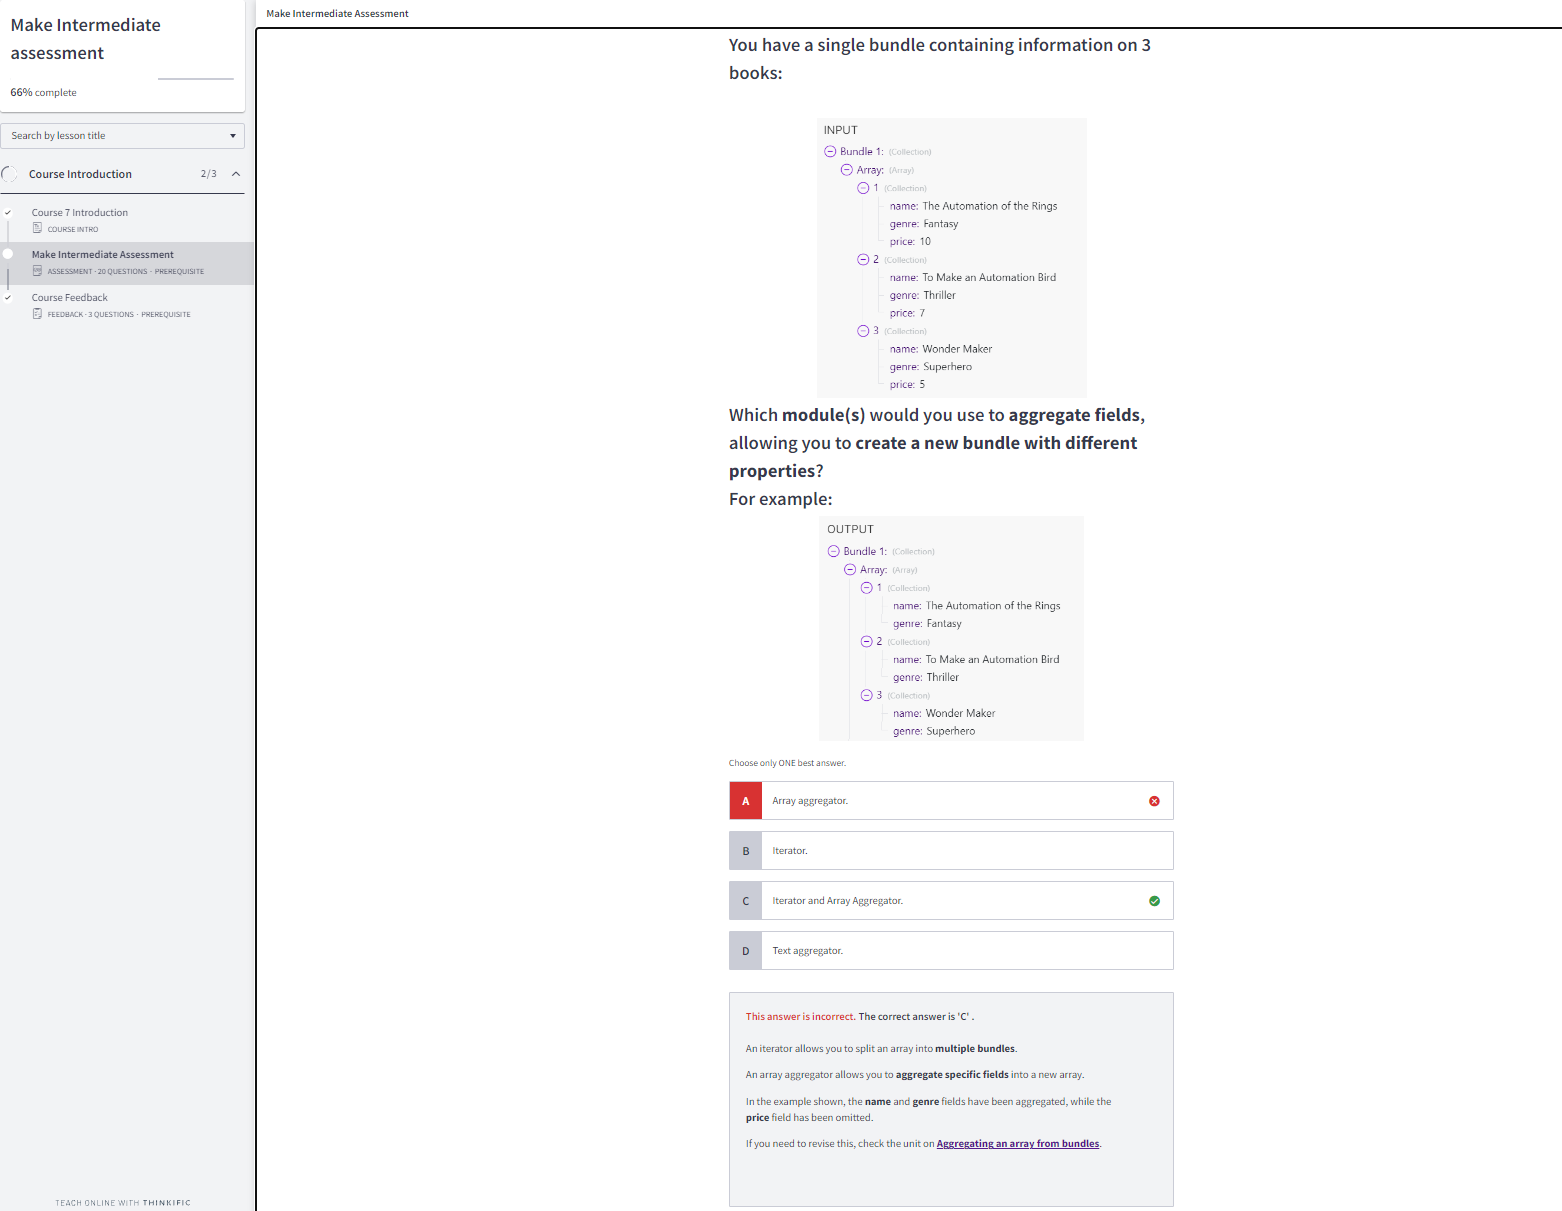 Make Intermediate
assessment
66% complete
Search by lesson title
Course Introduction 2/3
Course 7 Introduction
COURSE INTRO
Make Intermediate Assessment
ASSESSMENT · 20 QUESTIONS · PREREQUISITE
Course Feedback
FEEDBACK · 3 QUESTIONS · PREREQUISITE
TEACH ONLINE WITH THINKIFIC
Make Intermediate Assessment
You have a single bundle containing information on 3
books:
INPUT
Bundle 1: (Collection)
Array: (Array)
1 (Collection)
name: The Automation of the Rings
genre: Fantasy
price: 10
2 (Collection)
name: To Make an Automation Bird
genre: Thriller
price: 7
3 (Collection)
name: Wonder Maker
genre: Superhero
price: 5
Which module(s) would you use to aggregate fields,
allowing you to create a new bundle with different
properties?
For example:
OUTPUT
Bundle 1: (Collection)
Array: (Array)
1 (Collection)
name: The Automation of the Rings
genre: Fantasy
2 (Collection)
name: To Make an Automation Bird
genre: Thriller
3 (Collection)
name: Wonder Maker
genre: Superhero
Choose only ONE best answer.
A Array aggregator.
B Iterator.
C Iterator and Array Aggregator.
D Text aggregator.
This answer is incorrect. The correct answer is 'C' .
An iterator allows you to split an array into multiple bundles.
An array aggregator allows you to aggregate specific fields into a new array.
In the example shown, the name and genre fields have been aggregated, while the
price field has been omitted.
If you need to revise this, check the unit on Aggregating an array from bundles.